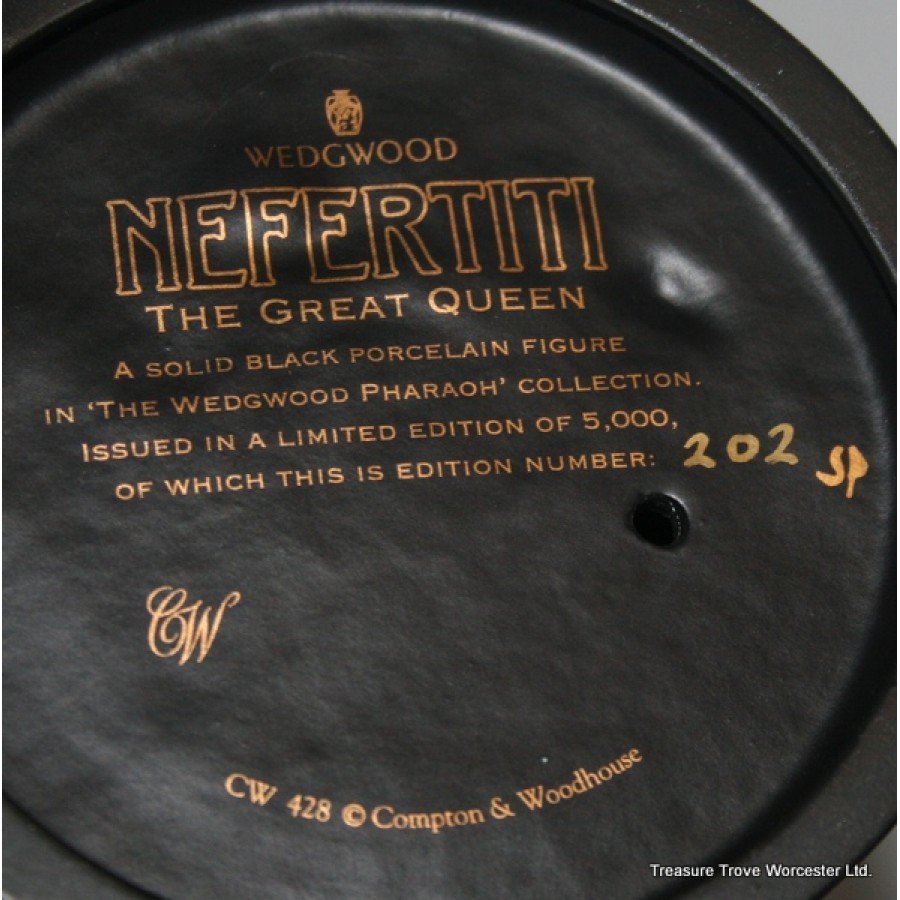 WEDGWOOD
NEFERTITI
THE GREAT QUEEN
A SOLID BLACK PORCELAIN FIGURE
IN ‘THE WEDGWOOD PHARAOH’ COLLECTION.
ISSUED IN A LIMITED EDITION OF 5,000,
OF WHICH THIS IS EDITION NUMBER: 202 SP
CW
CW 428 © Compton & Woodhouse
Treasure Trove Worcester Ltd.